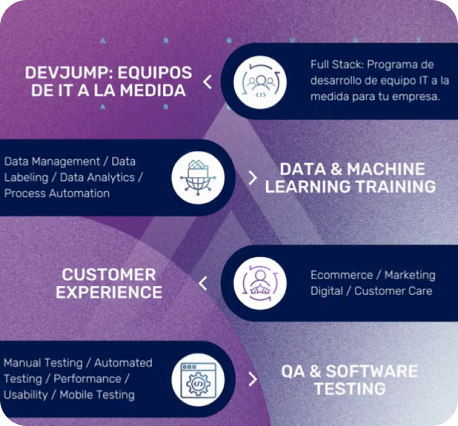 DEVJUMP: EQUIPOS
DE IT A LA MEDIDA
Full Stack: Programa de
desarrollo de equipo IT a la
medida para tu empresa.
Data Management / Data
Labeling / Data Analytics /
Process Automation
DATA & MACHINE
LEARNING TRAINING
CUSTOMER
EXPERIENCE
Ecommerce / Marketing
Digital / Customer Care
Manual Testing / Automated
Testing / Performance /
Usability / Mobile Testing
QA & SOFTWARE
TESTING